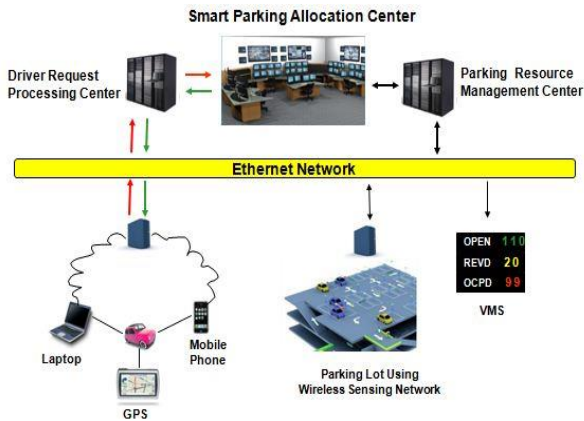 Smart Parking Allocation Center
Driver Request
Processing Center
Parking Resource
Management Center
Ethernet Network
OPEN 110
REVD 20
OCPD 99
VMS
Laptop
Mobile
Phone
GPS
Parking Lot Using
Wireless Sensing Network